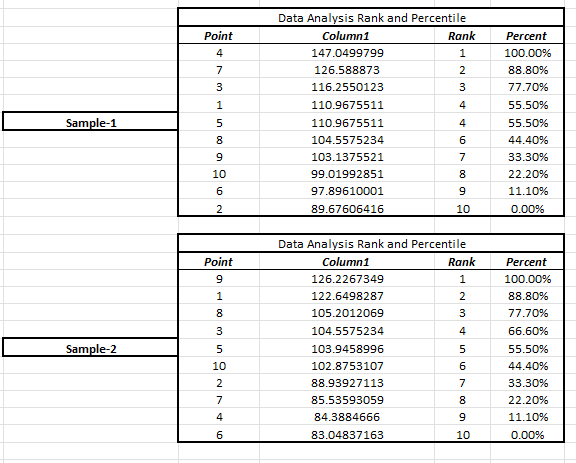 Data Analysis Rank and Percentile
Point Column1 Rank Percent
4 147.0499799 1 100.00%
7 126.588873 2 88.80%
3 116.2550123 3 77.70%
1 110.9675511 4 55.50%
Sample-1 5 110.9675511 4 55.50%
8 104.5575234 6 44.40%
9 103.1375521 7 33.30%
10 99.01992851 8 22.20%
6 97.89610001 9 11.10%
2 89.67606416 10 0.00%
Data Analysis Rank and Percentile
Point Column1 Rank Percent
9 126.2267349 1 100.00%
1 122.6498287 2 88.80%
8 105.2012069 3 77.70%
3 104.5575234 4 66.60%
Sample-2 5 103.9458996 5 55.50%
10 102.8753107 6 44.40%
2 88.93927113 7 33.30%
7 85.53593059 8 22.20%
4 84.3884666 9 11.10%
6 83.04837163 10 0.00%